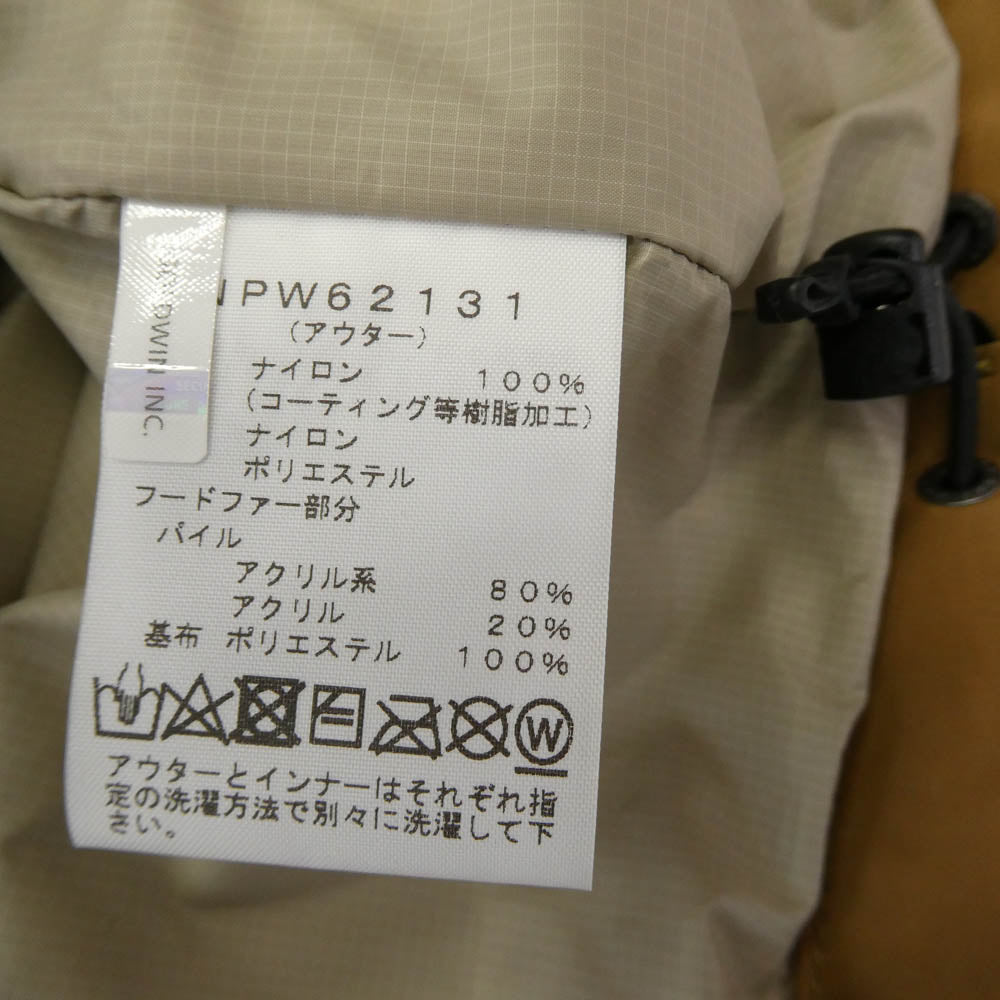 NPW62131
(アウター)
ナイロン 100%
(コーティング等樹脂加工)
ナイロン
ポリエステル
フードファー部分
パイル
アクリル系 80%
アクリル 20%
基布 ポリエステル 100%
W
アウターとインナーはそれぞれ指
定の洗濯方法で別々に洗濯して下
さい。
DWIN INC.